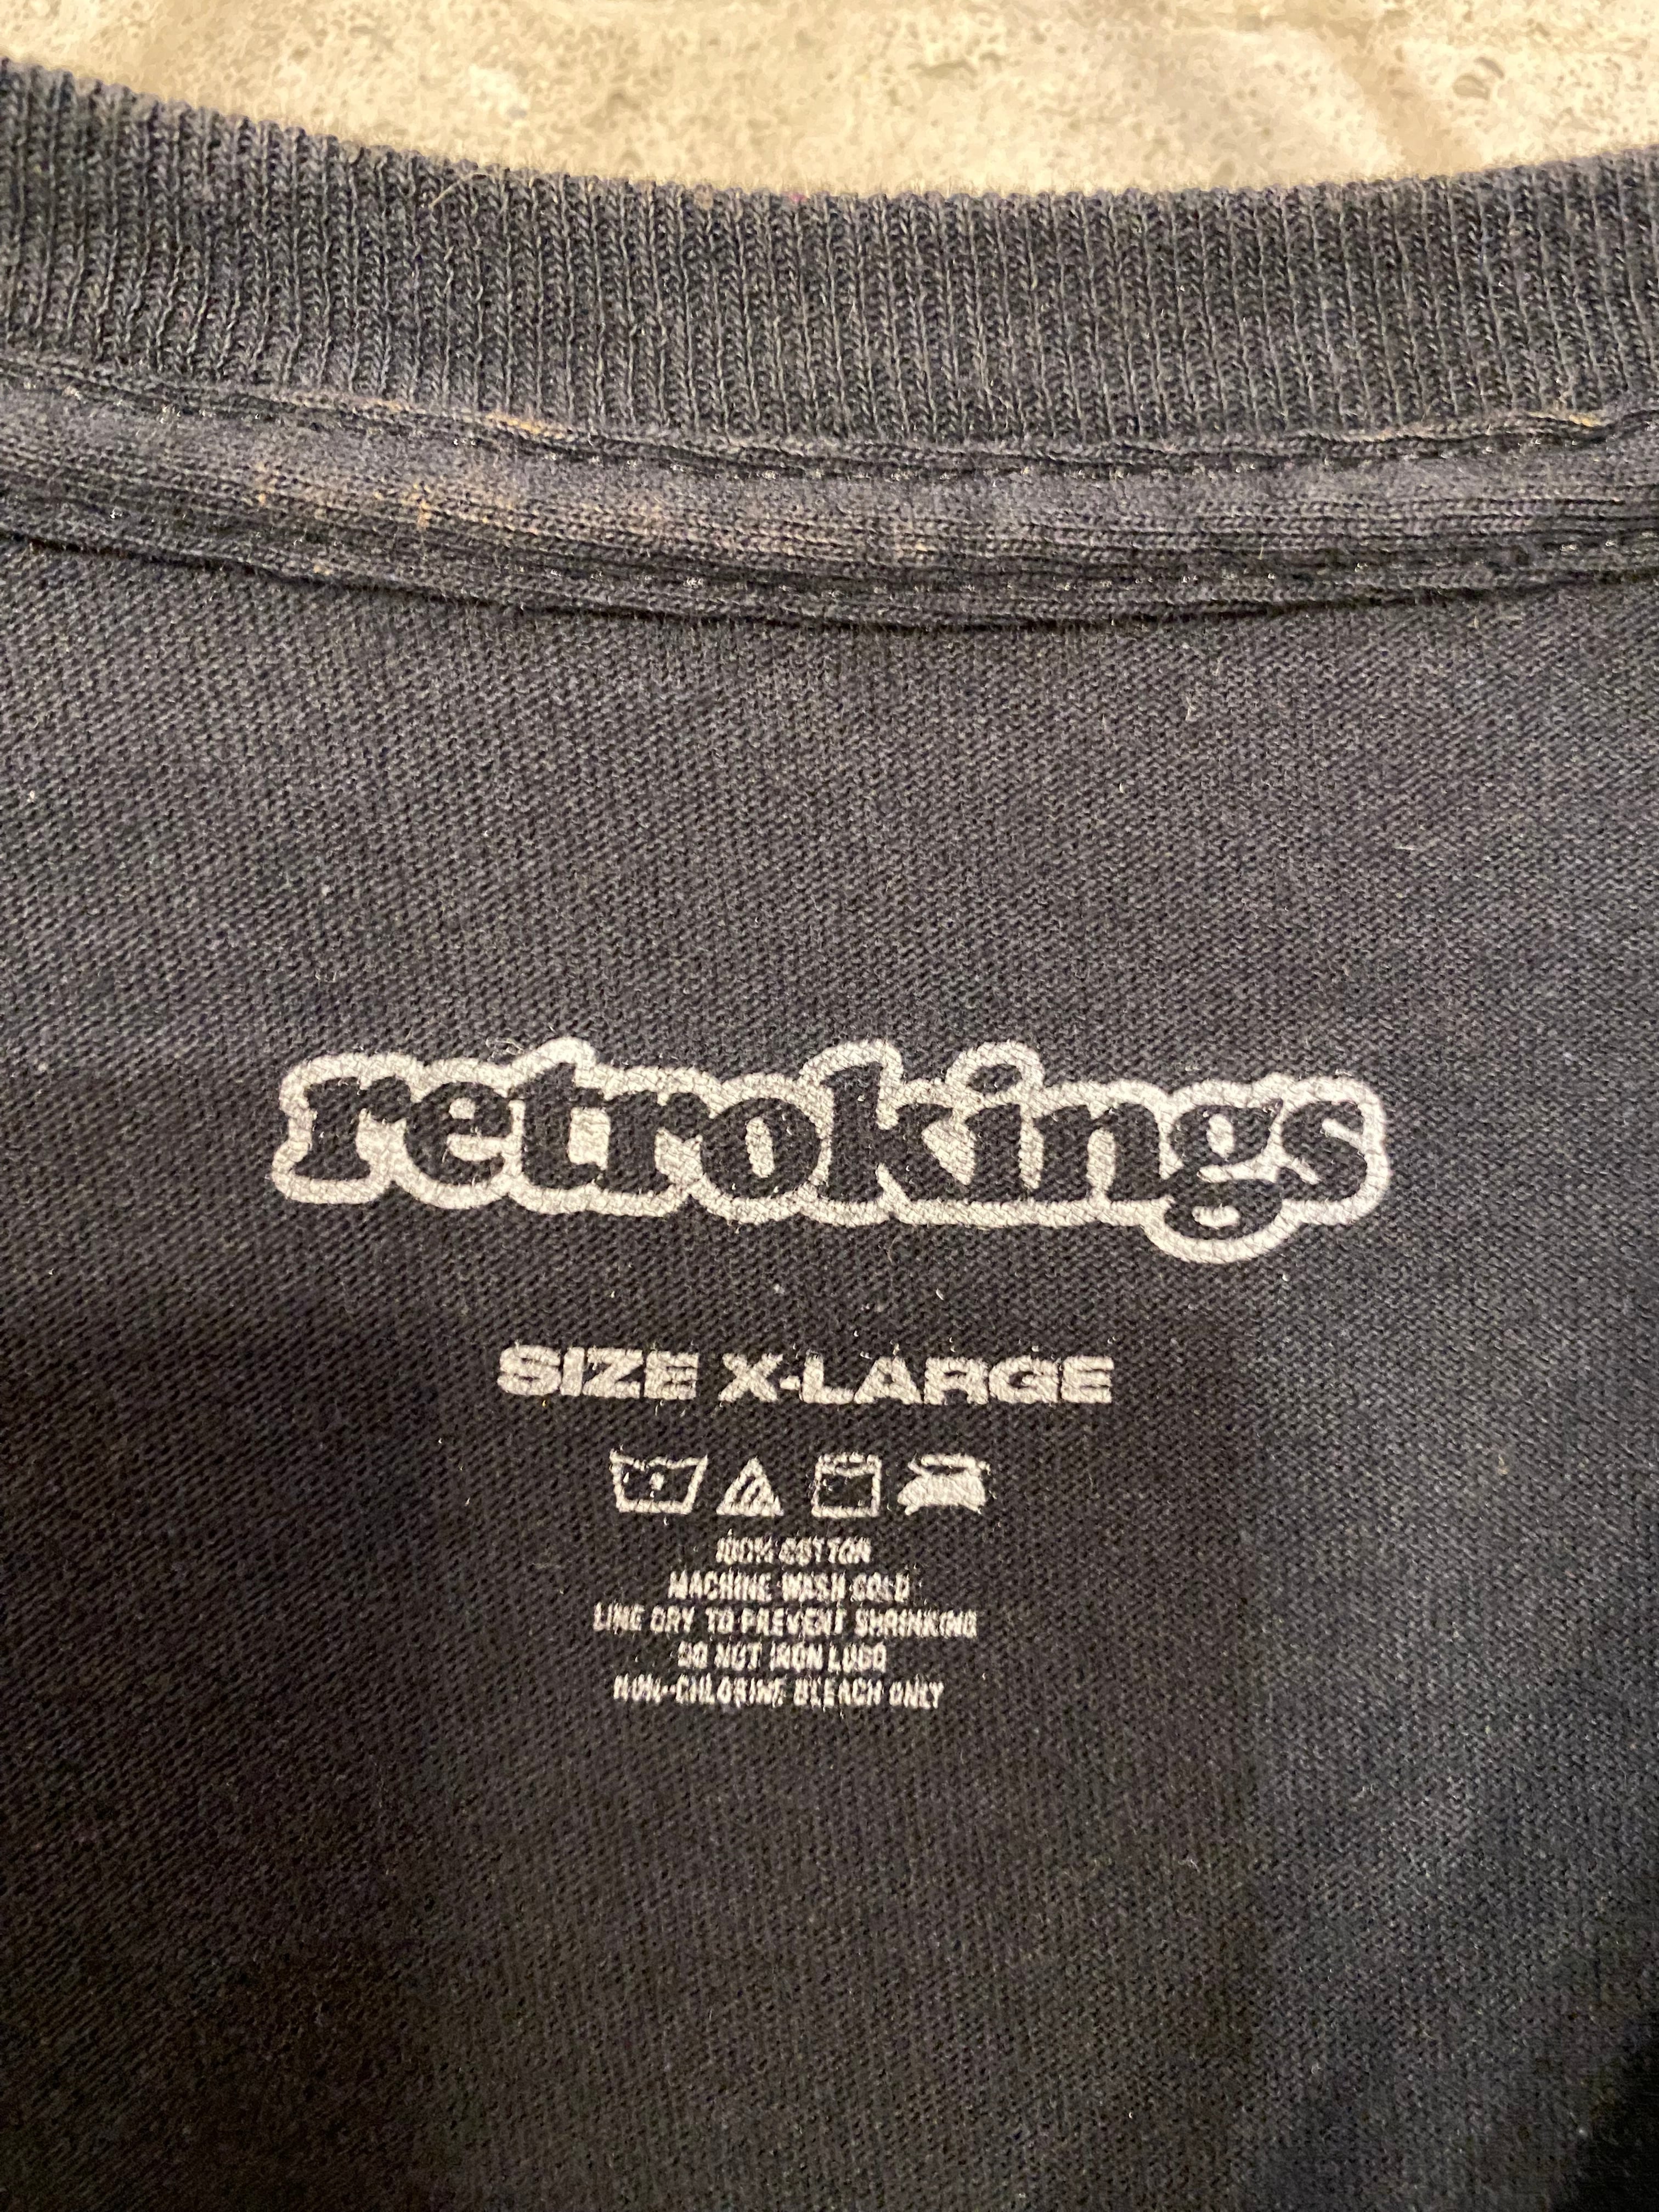 retrokings
SIZE X-LARGE
100% COTTON
MACHINE WASH COLD
LINE DRY TO PREVENT SHRINKING
DO NOT IRON LOGO
NON-CHLORINE BLEACH ONLY